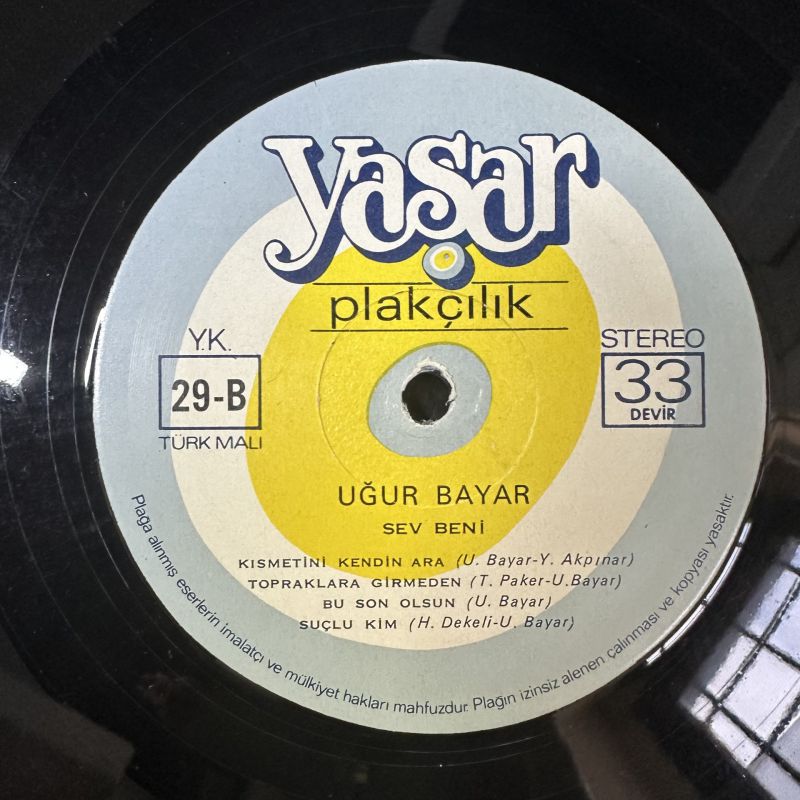 yaşar
plakçılık
Y.K.
29-B
TÜRK MALI
STEREO
33
DEVİR
UĞUR BAYAR
SEV BENİ
KISMETİNİ KENDİN ARA (U. Bayar-Y. Akpınar)
TOPRAKLARA GİRMEDEN (T. Paker-U.Bayar)
BU SON OLSUN (U. Bayar)
SUÇLU KİM (H. Dekeli-U. Bayar)
Plağa alınmış eserlerin imalatçı ve mülkiyet hakları mahfuzdur. Plağın izinsiz alenen çalınması ve kopyası yasaktır.